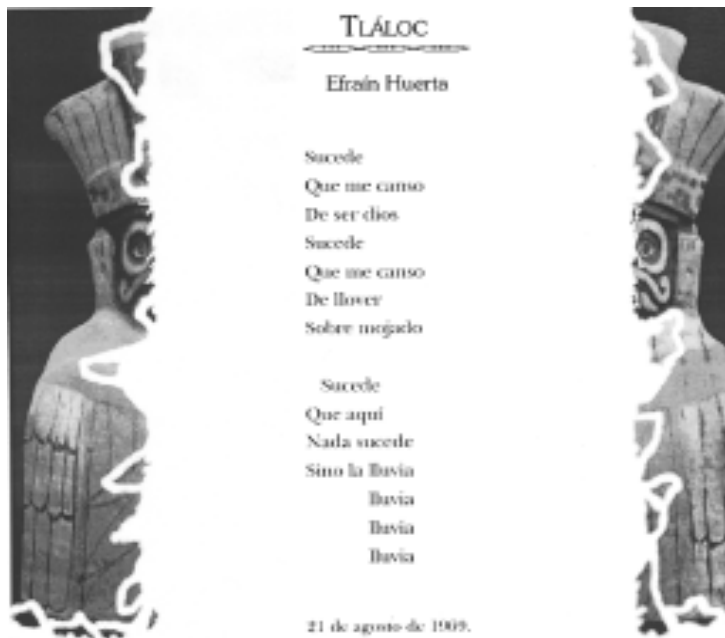 TLÁLOC
Efraín Huerta
Sucede
Que me canso
De ser dios
Sucede
Que me canso
De llover
Sobre mojado
Sucede
Que aquí
Nada sucede
Sino la lluvia
lluvia
lluvia
lluvia
21 de agosto de 1969.